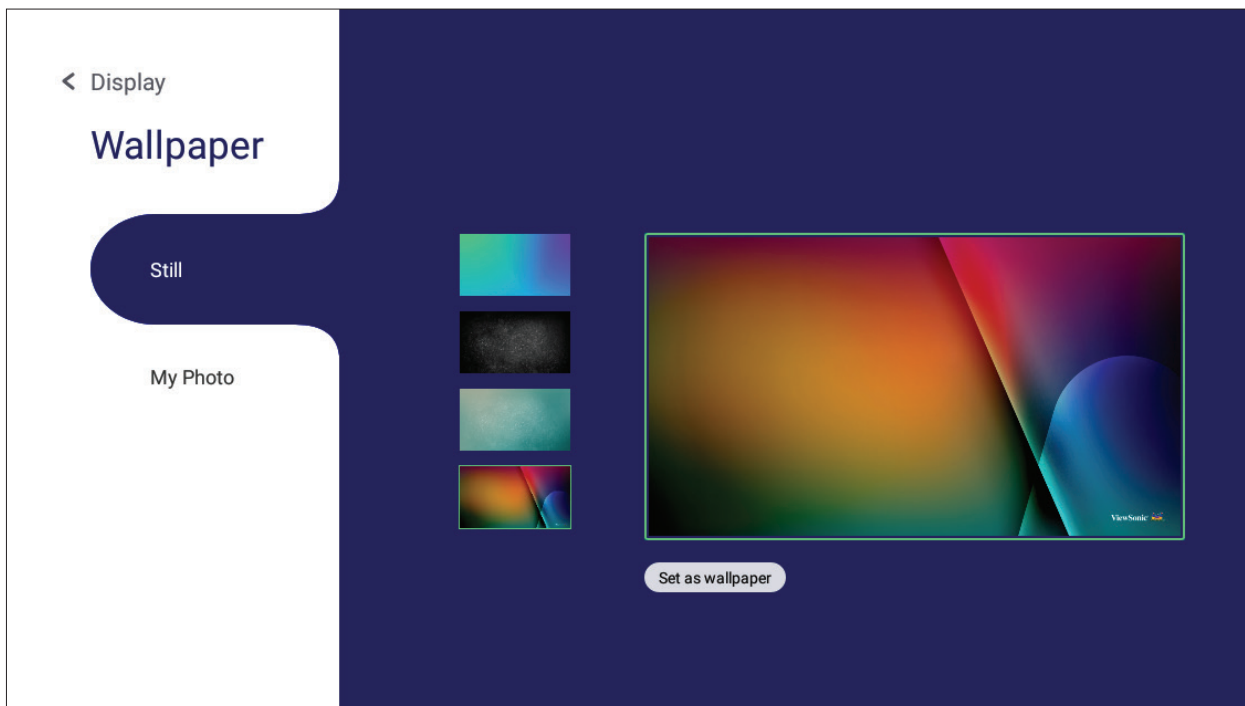 Display
Wallpaper
Still
My Photo
ViewSonic
Set as wallpaper